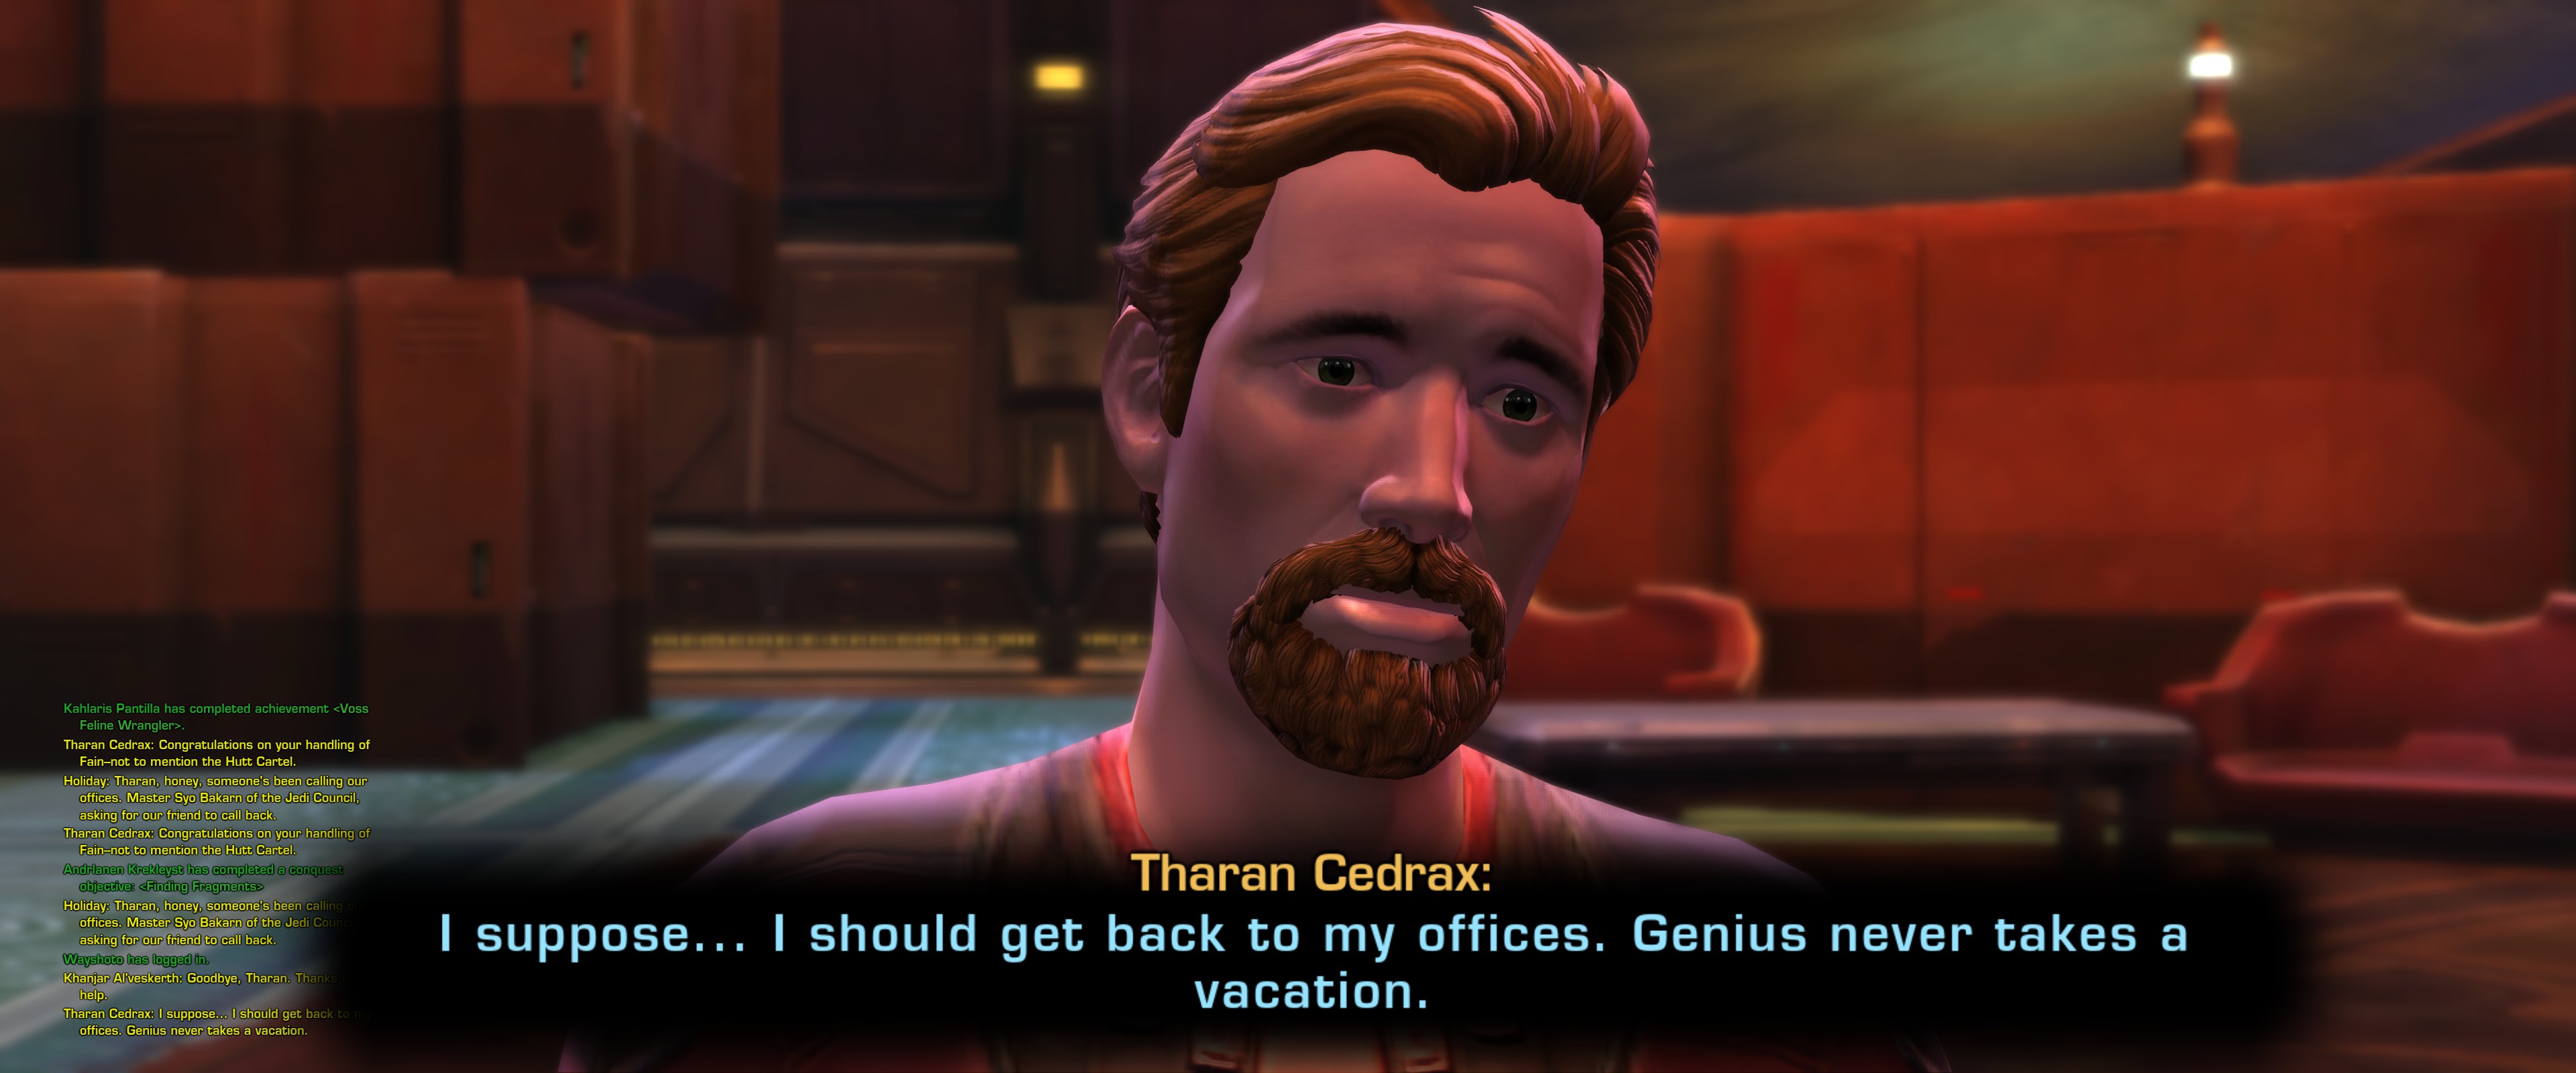 Kahlaris Pantilla has completed achievement <Voss
Feline Wrangler>.
Tharan Cedrax: Congratulations on your handling of
Fain–not to mention the Hutt Cartel.
Holiday: Tharan, honey, someone's been calling our
offices. Master Syo Bakarn of the Jedi Council,
asking for our friend to call back.
Tharan Cedrax: Congratulations on your handling of
Fain–not to mention the Hutt Cartel.
Andrianen Krekleyst has completed a conquest
objective: <Finding Fragments>
Holiday: Tharan, honey, someone's been calling
offices. Master Syo Bakarn of the Jedi
asking for our friend to call back.
Wayshoto has logged in.
Khanjar Al'veskerth: Goodbye, Tharan. Thanks
help.
Tharan Cedrax: I suppose... I should get back to my
offices. Genius never takes a vacation.
Tharan Cedrax:
I suppose... I should get back to my offices. Genius never takes a
vacation.